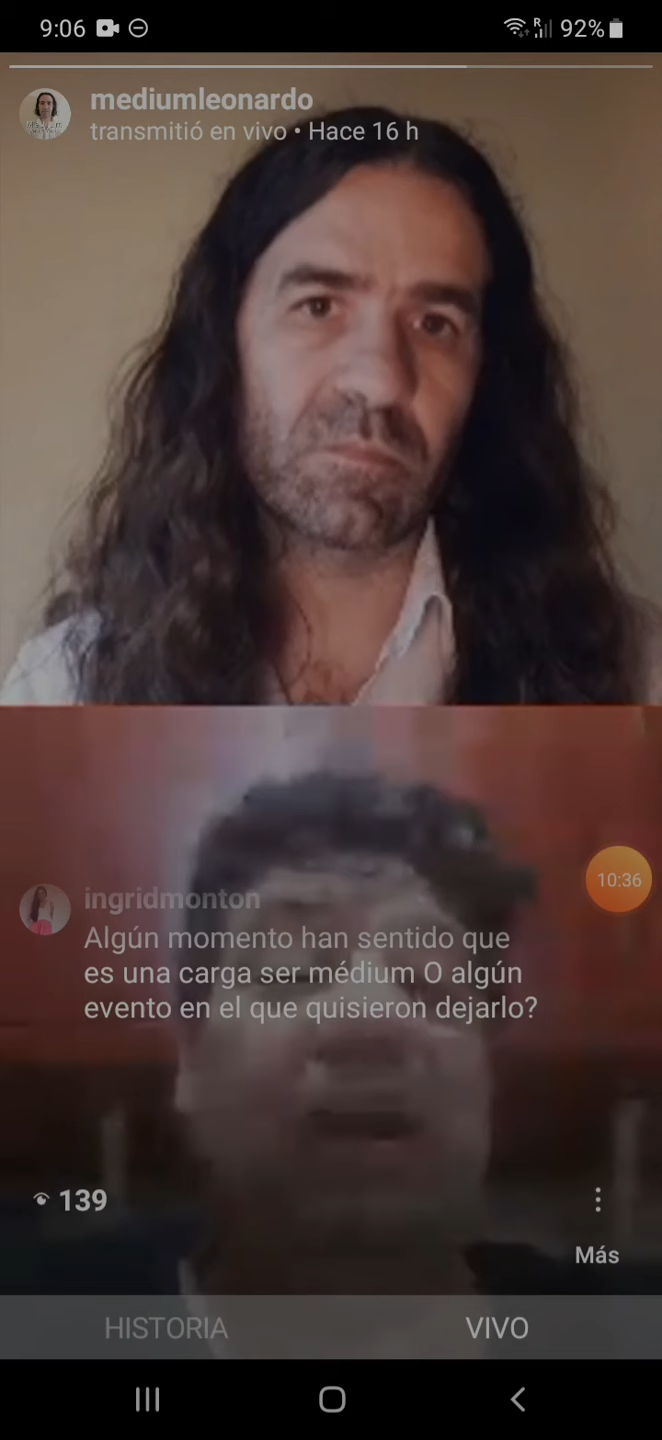 9:06
R
92%
mediumleonardo
transmitió en vivo • Hace 16 h
10:36
ingridmonton
Algún momento han sentido que
es una carga ser médium O algún
evento en el que quisieron dejarlo?
139
Más
HISTORIA
VIVO